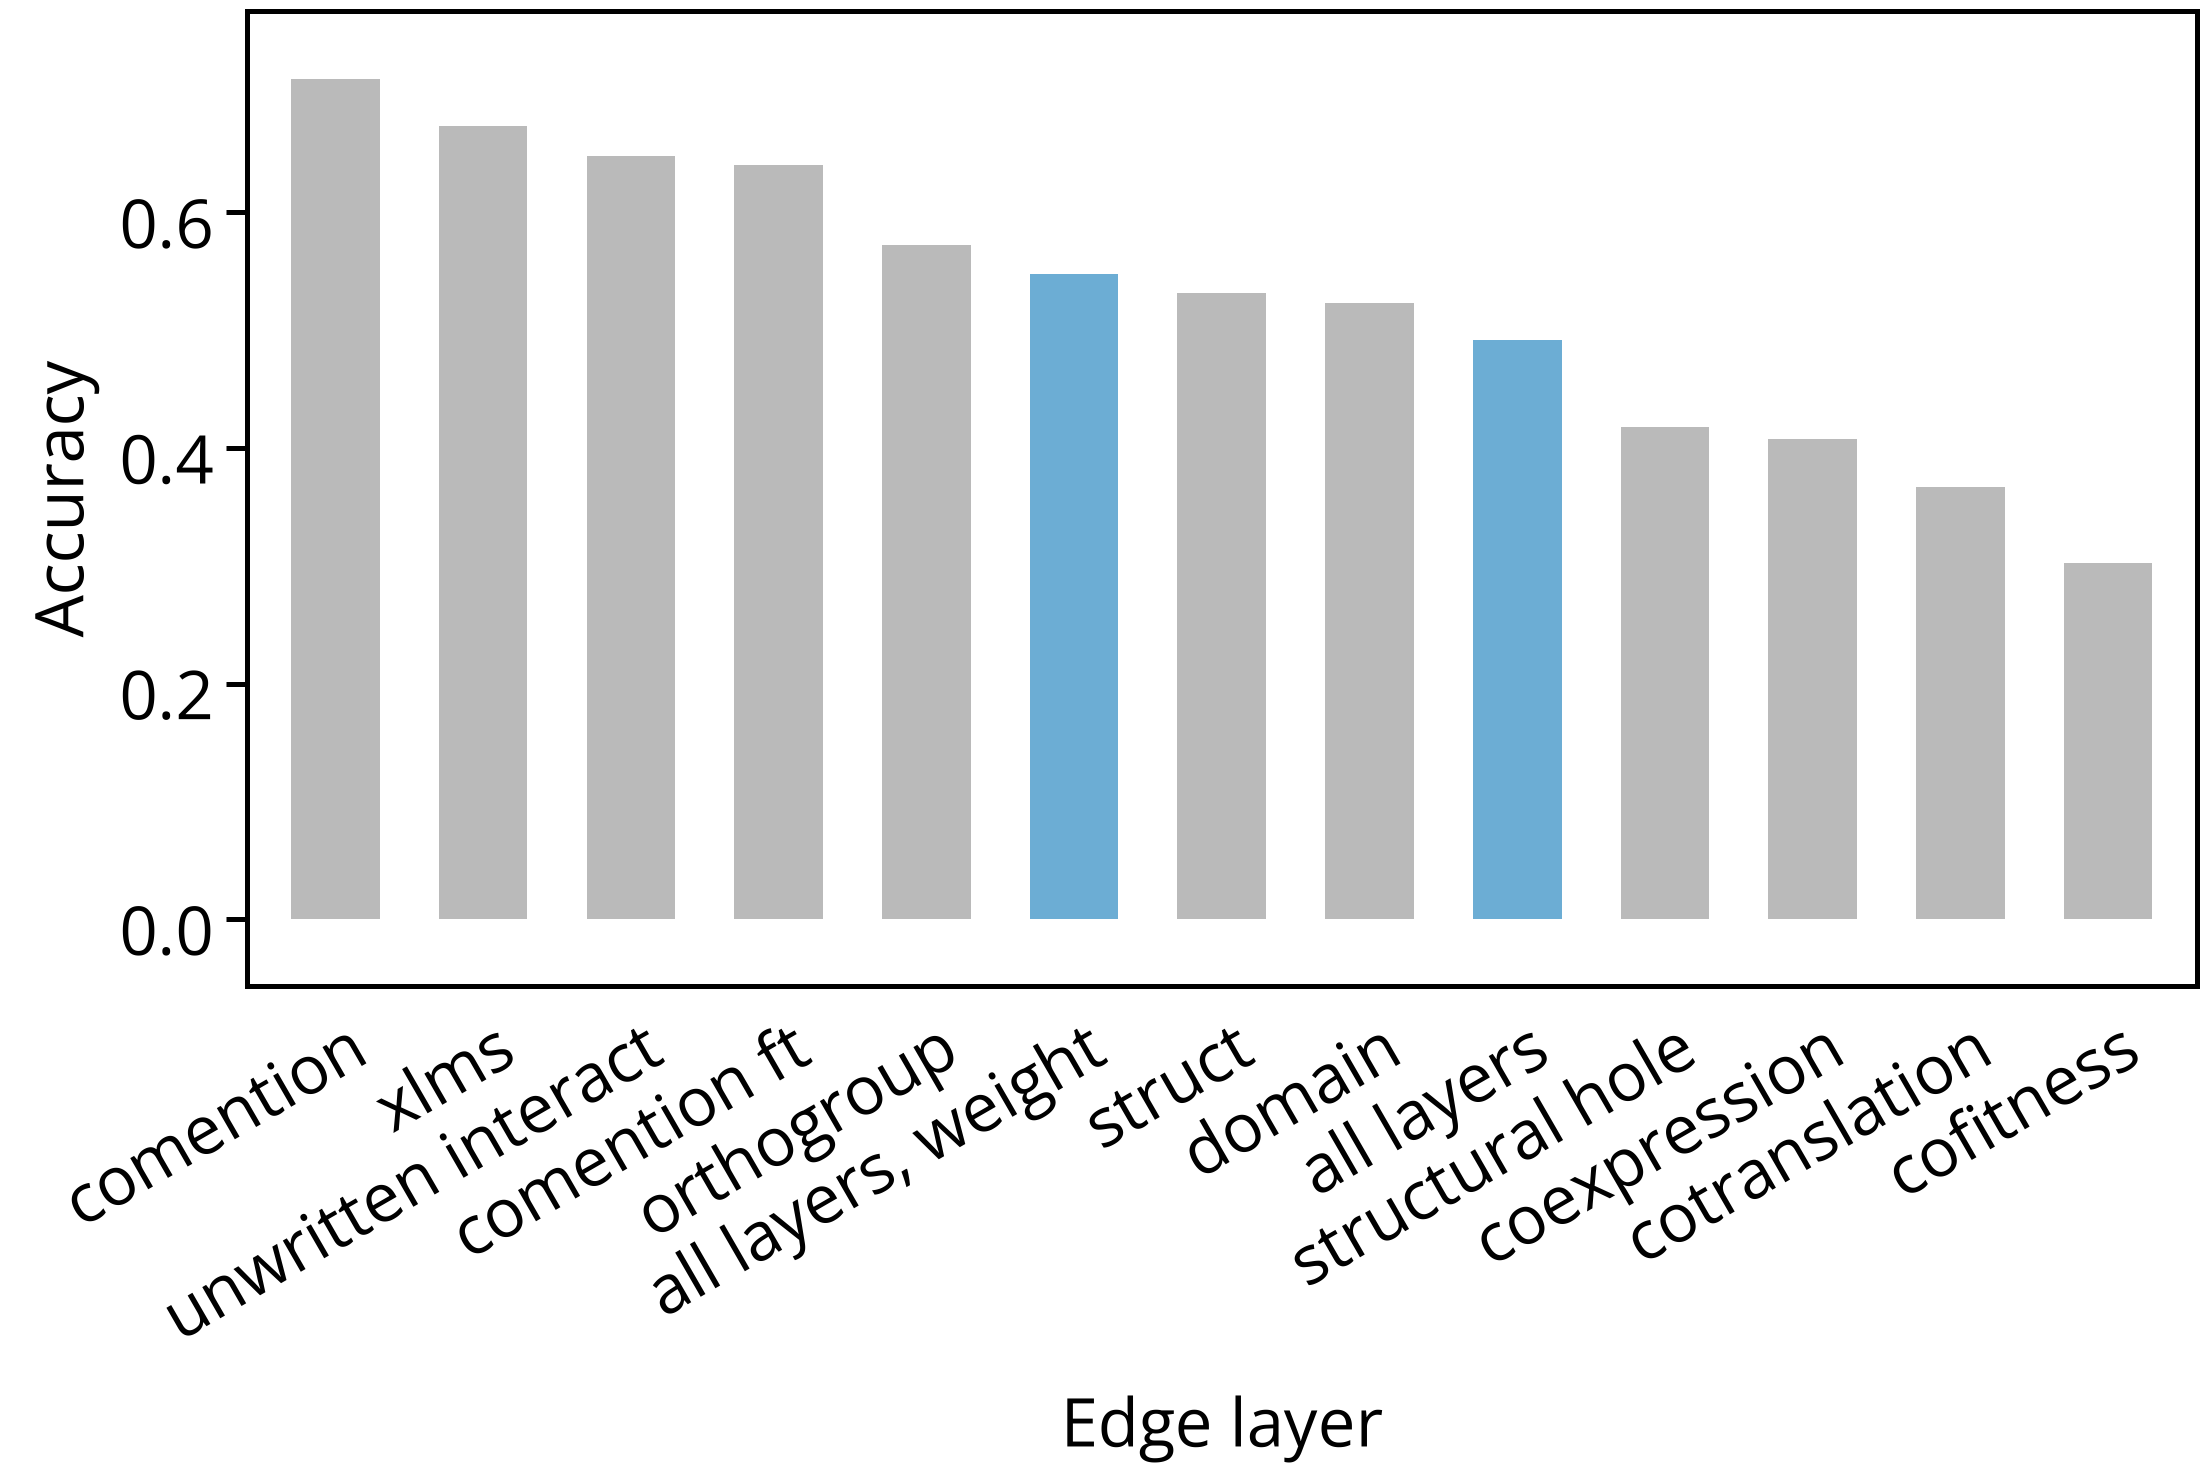 Accuracy
0.6
0.4
0.2
0.0
comention
xlms
unwritten interact
comention ft
orthogroup
all layers, weight
struct
domain
all layers
structural hole
coexpression
cotranslation
cofitness
Edge layer